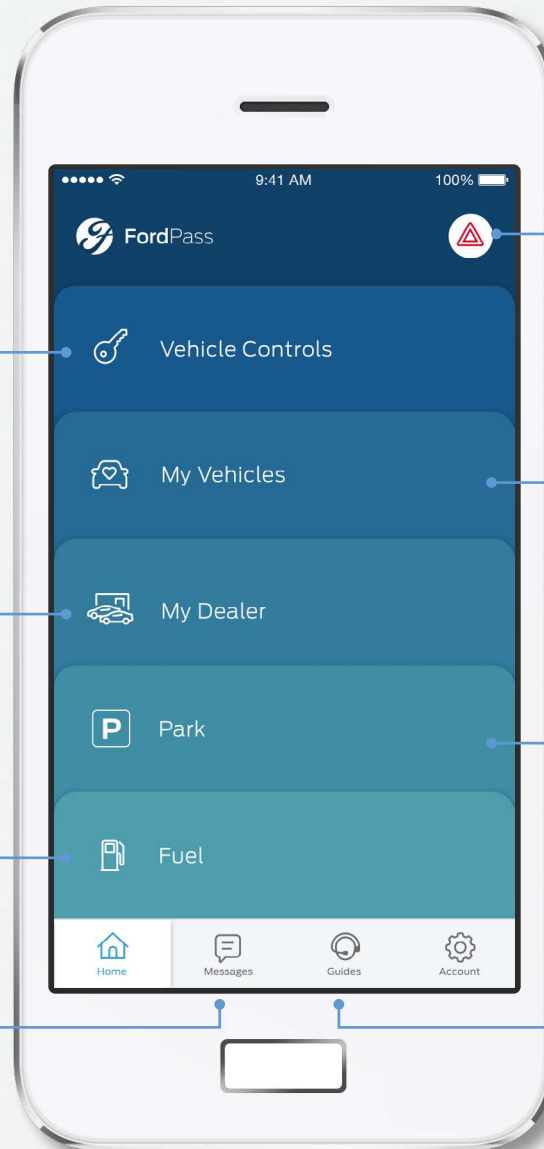 9:41 AM
100%
FordPass
Vehicle Controls
My Vehicles
My Dealer
P
Park
Fuel
Home
Messages
Guides
Account